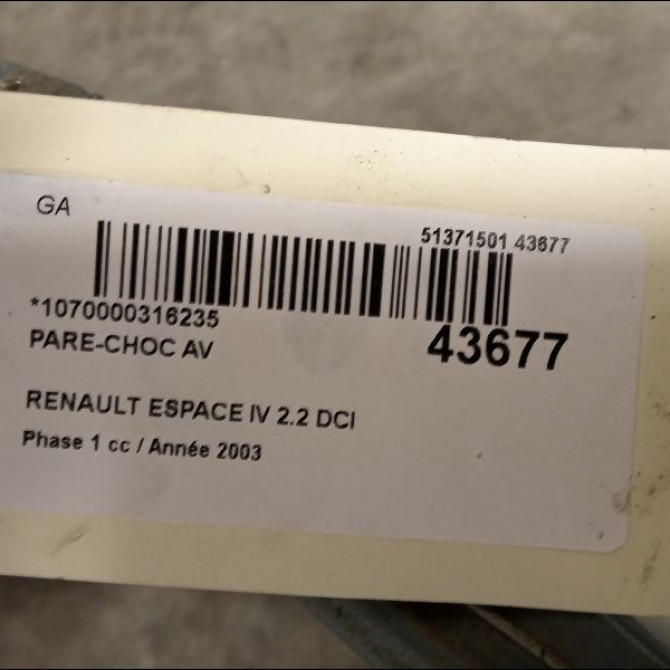 GA
51371501 43677
*1070000316235
43677
PARE-CHOC AV
RENAULT ESPACE IV 2.2 DCI
Phase 1 cc / Année 2003